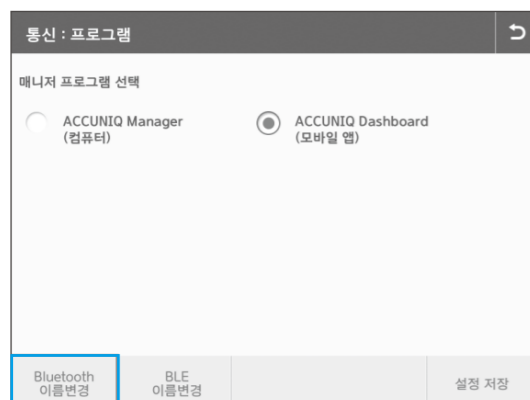 통신 : 프로그램
매니저 프로그램 선택
ACCUNIQ Manager
(컴퓨터)
ACCUNIQ Dashboard
(모바일 앱)
Bluetooth
이름변경
BLE
이름변경
설정 저장